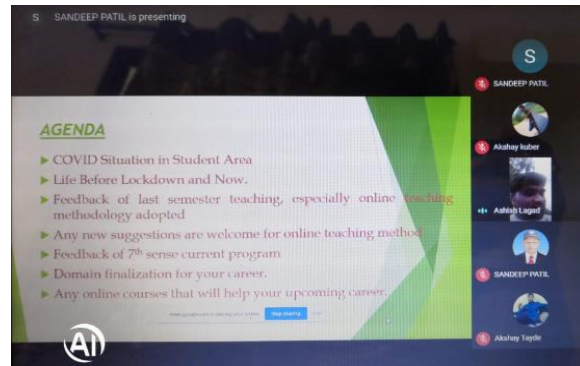 S SANDEEP PATIL is presenting
AGENDA
COVID Situation in Student Area
Life Before Lockdown and Now.
Feedback of last semester teaching, especially online teaching
methodology adopted
Any new suggestions are welcome for online teaching method
Feedback of 7th sense current program
Domain finalization for your career.
Any online courses that will help your upcoming career.
Stop sharing
AI
S
SANDEEP PATIL
Akshay kuber
Ashish Lagad
SANDEEP PATIL
Akshay Tayde